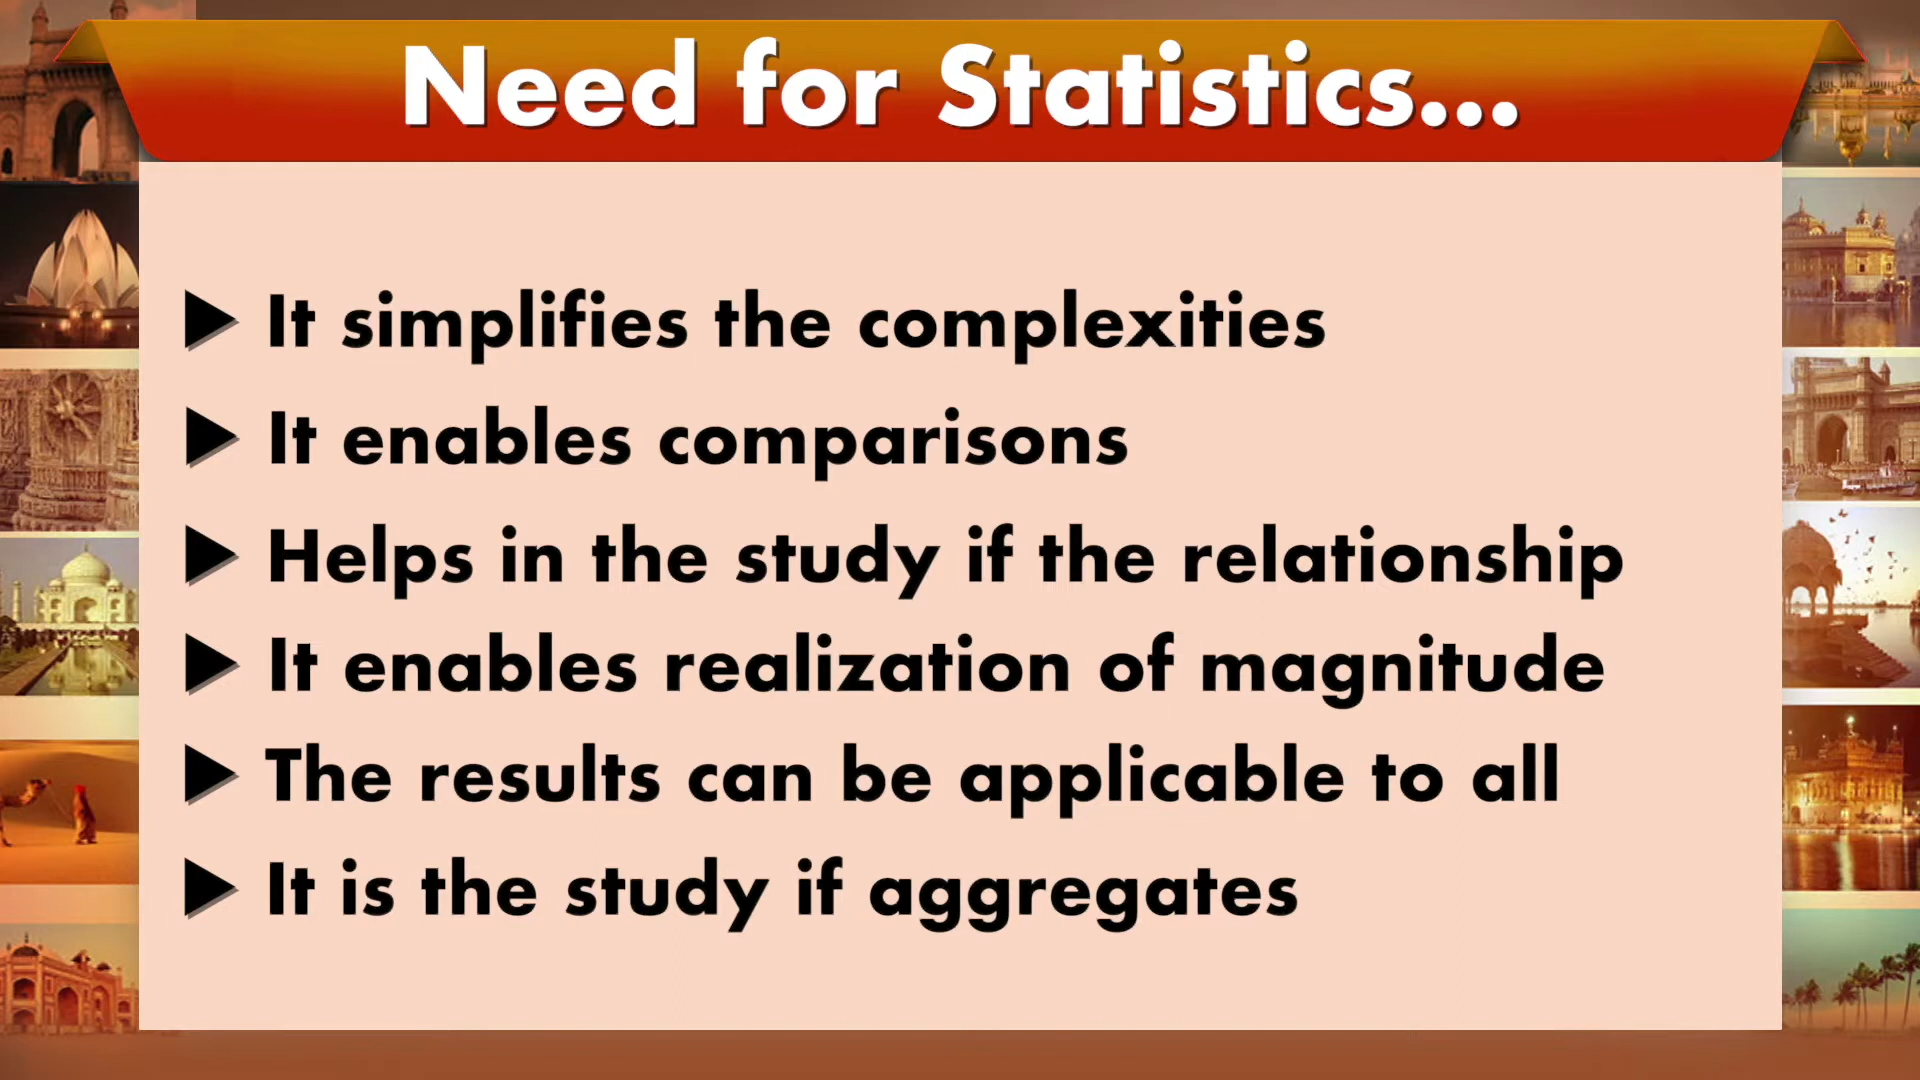 Need for Statistics...
It simplifies the complexities
It enables comparisons
Helps in the study if the relationship
It enables realization of magnitude
The results can be applicable to all
It is the study if aggregates